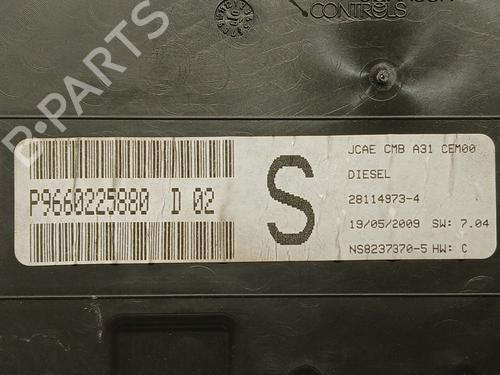 CONTROLS
B-PARTS
P9660225880 D 02
S
JCAE CMB A31 CEM00
DIESEL
28114973-4
19/05/2009 SW: 7.04
NS8237370-5 HW: C